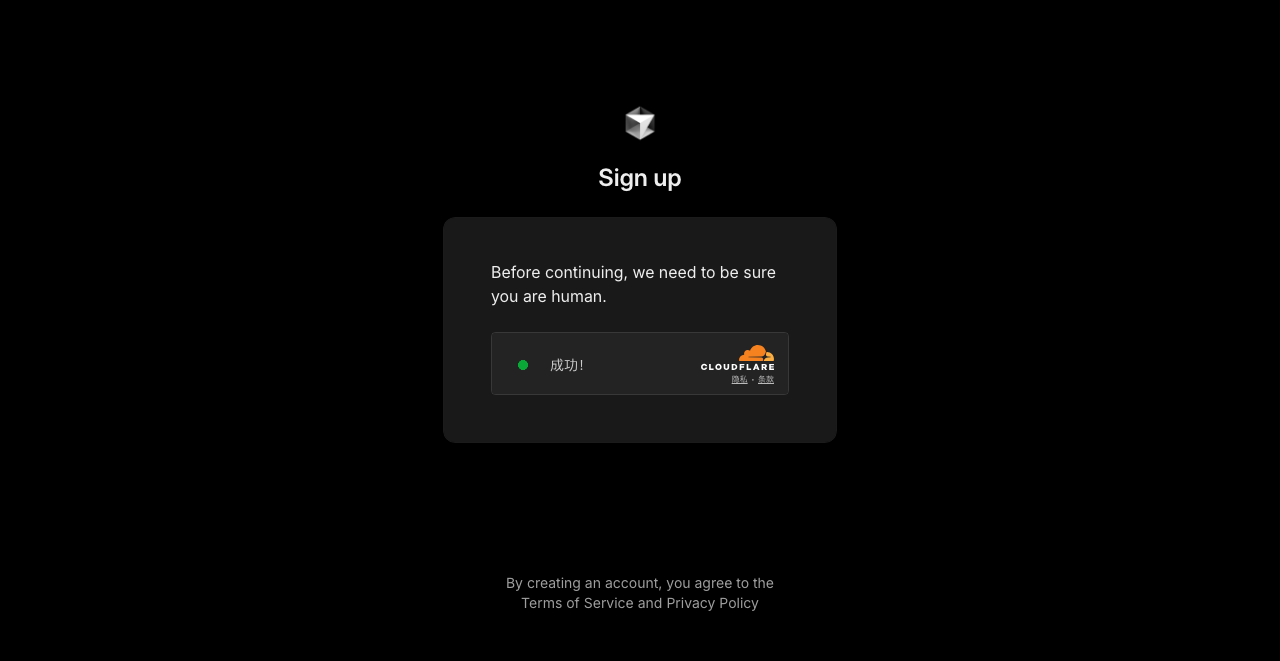 Sign up
Before continuing, we need to be sure
you are human.
成功！
CLOUDFLARE
隐私 • 条款
By creating an account, you agree to the
Terms of Service and Privacy Policy